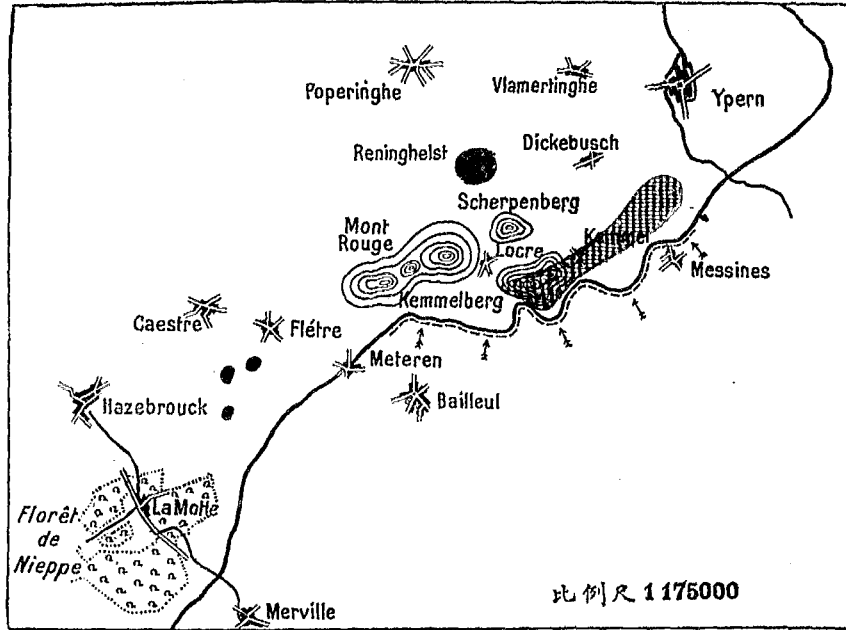 Poperinghe
Vlamertinghe
Ypern
Reninghelst
Dickebusch
Scherpenberg
Mont
Rouge
Locre
Kemmel
Messines
Kemmelberg
Caestre
Flétre
Meteren
Hazebrouck
Bailleul
La Motte
Florêt
de
Nieppe
Merville
比例尺 1 175000